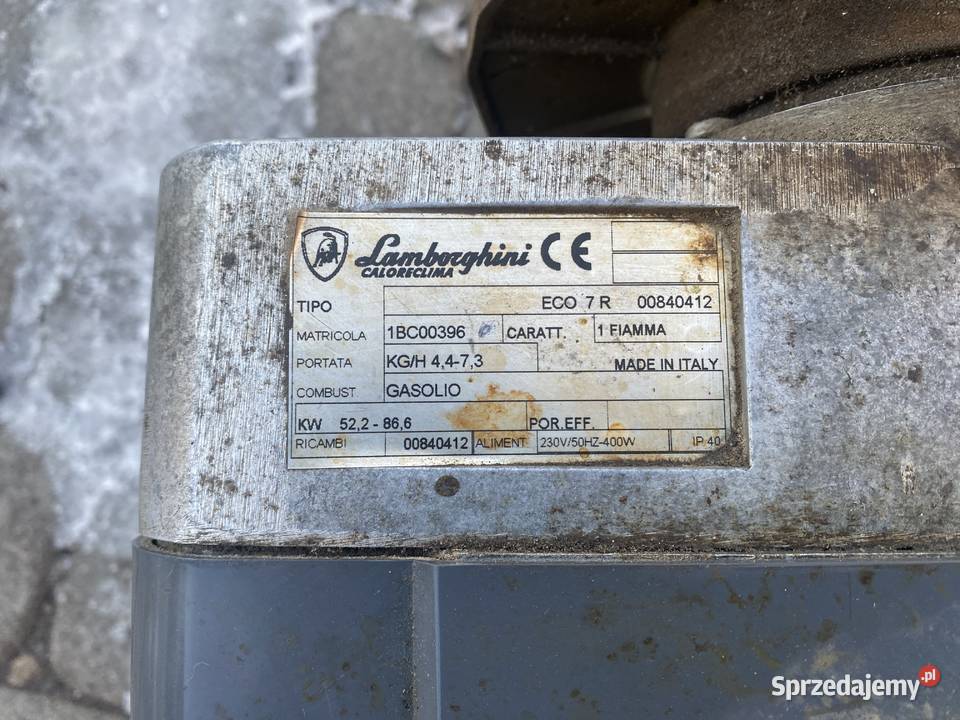 Lamborghini CE
CALORECLIMA
TIPO ECO 7 R 00840412
MATRICOLA 1BC00396 CARATT. 1 FIAMMA
PORTATA KG/H 4,4-7,3 MADE IN ITALY
COMBUST GASOLIO
KW 52,2 - 86,6 POR.EFF.
RICAMBI 00840412 ALIMENT 230V/50HZ-400W IP 40
Sprzedajemy.pl